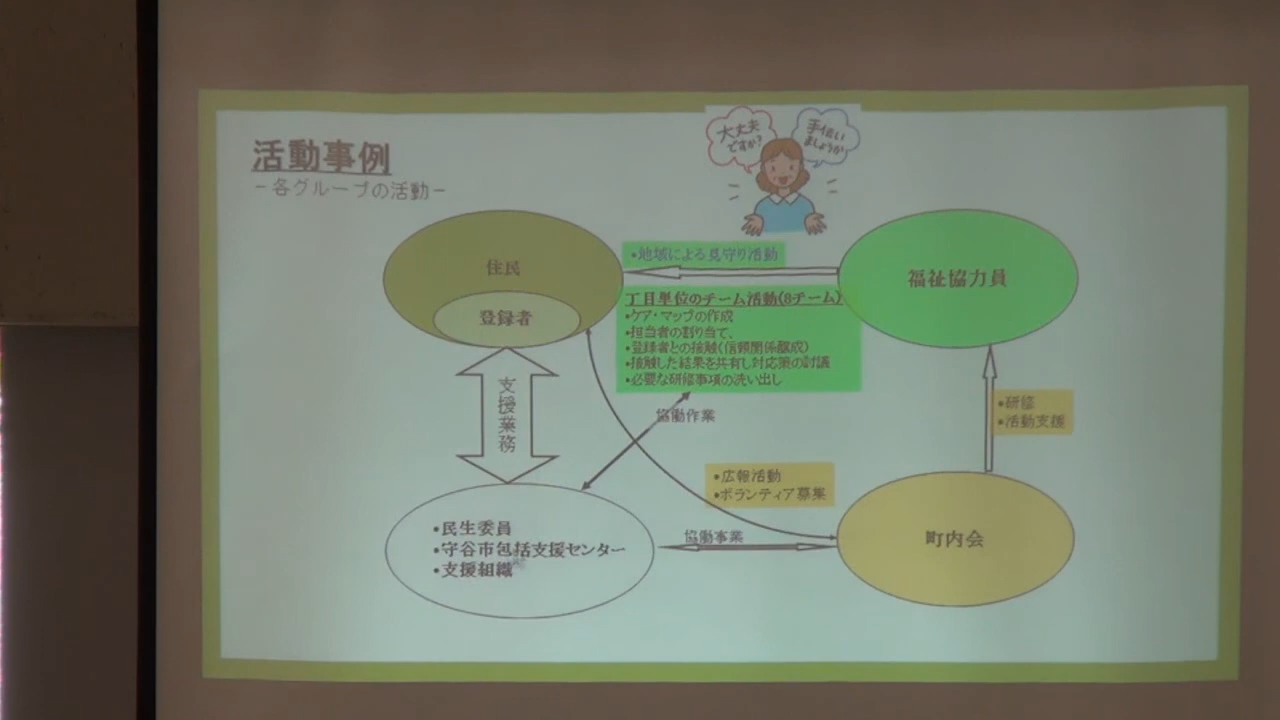 活動事例
－各グループの活動－
大丈夫
ですか?
手伝い
ましょうか
住民
登録者
•地域による見守り活動
福祉協力員
丁目単位のチーム活動(8チーム)
•ケア・マップの作成
•担当者の割り当て、
•登録者との接触(信頼関係醸成)
•接触した結果を共有し対応策の討議
•必要な研修事項の洗い出し
支援業務
協働作業
•研修
•活動支援
•広報活動
•ボランティア募集
•民生委員
•守谷市包括支援センター
•支援組織
協働事業
町内会